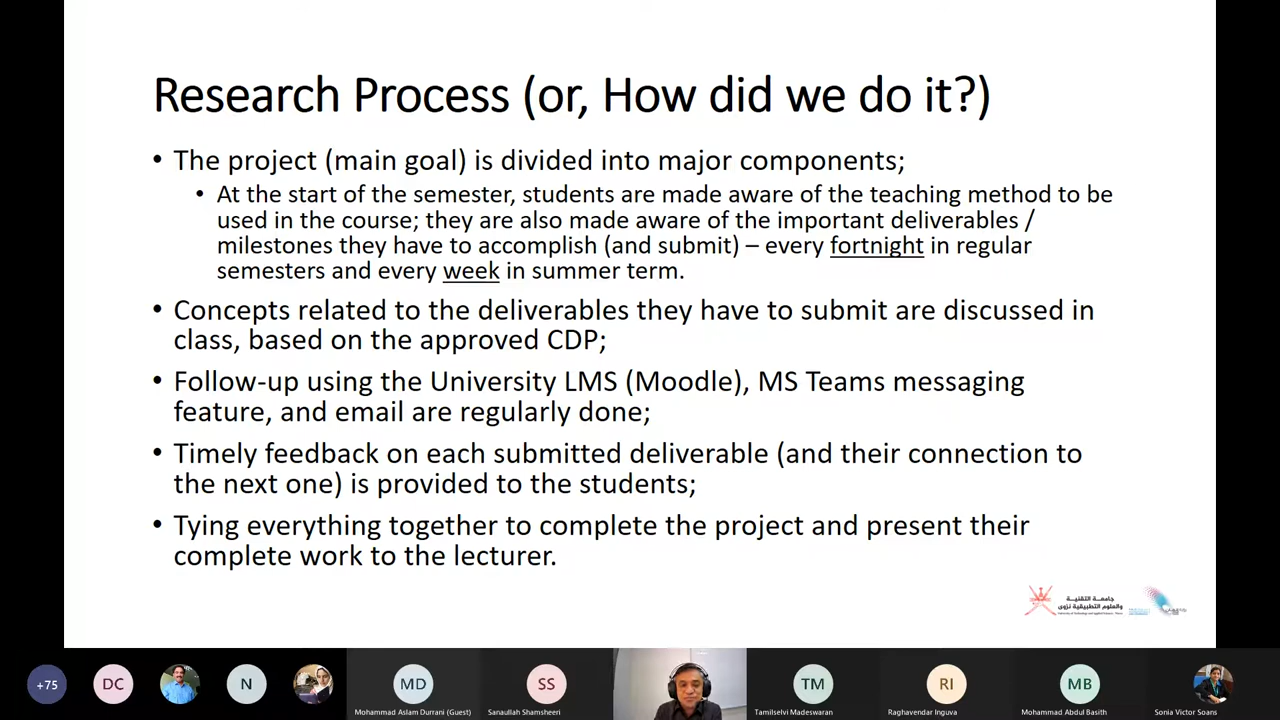 Research Process (or, How did we do it?)
• The project (main goal) is divided into major components;
• At the start of the semester, students are made aware of the teaching method to be
used in the course; they are also made aware of the important deliverables /
milestones they have to accomplish (and submit) – every fortnight in regular
semesters and every week in summer term.
• Concepts related to the deliverables they have to submit are discussed in
class, based on the approved CDP;
• Follow-up using the University LMS (Moodle), MS Teams messaging
feature, and email are regularly done;
• Timely feedback on each submitted deliverable (and their connection to
the next one) is provided to the students;
• Tying everything together to complete the project and present their
complete work to the lecturer.
جامعـة التقنيـة
والعلوم التطبيقية نزوى
+75
DC
N
MD
SS
TM
RI
MB
Mohammad Aslam Durrani (Guest)
Sanaullah Shamsheeri
Tamilselvi Madeswaran
Raghavendar Inguva
Mohammad Abdul Basith
Sonia Victor Soans